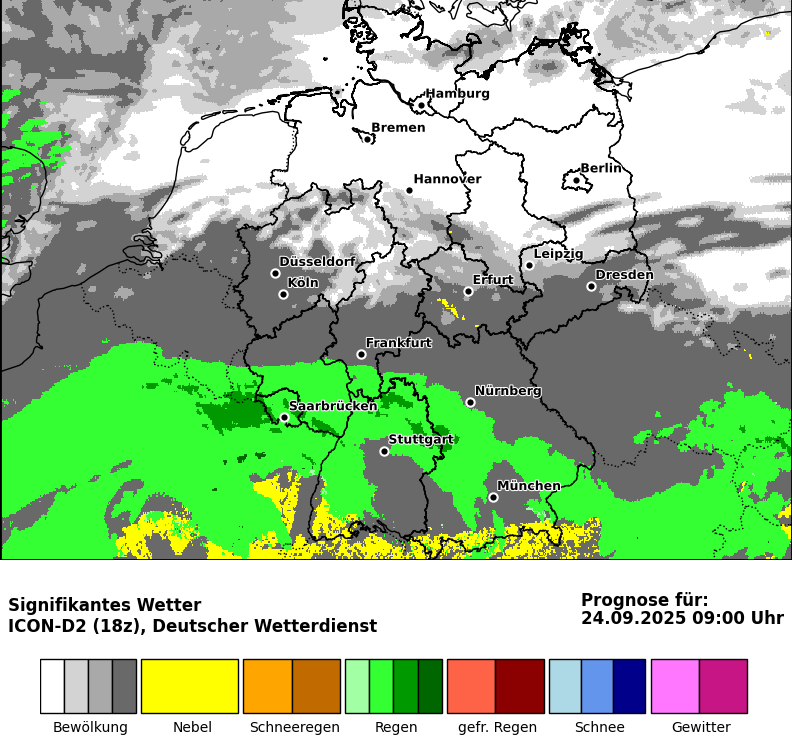 Hamburg
Bremen
Berlin
Hannover
Leipzig
Düsseldorf
Dresden
Köln
Erfurt
Frankfurt
Nürnberg
Saarbrücken
Stuttgart
München
Signifikantes Wetter
ICON-D2 (18z), Deutscher Wetterdienst
Prognose für:
24.09.2025 09:00 Uhr
Bewölkung Nebel Schneeregen Regen gefr. Regen Schnee Gewitter